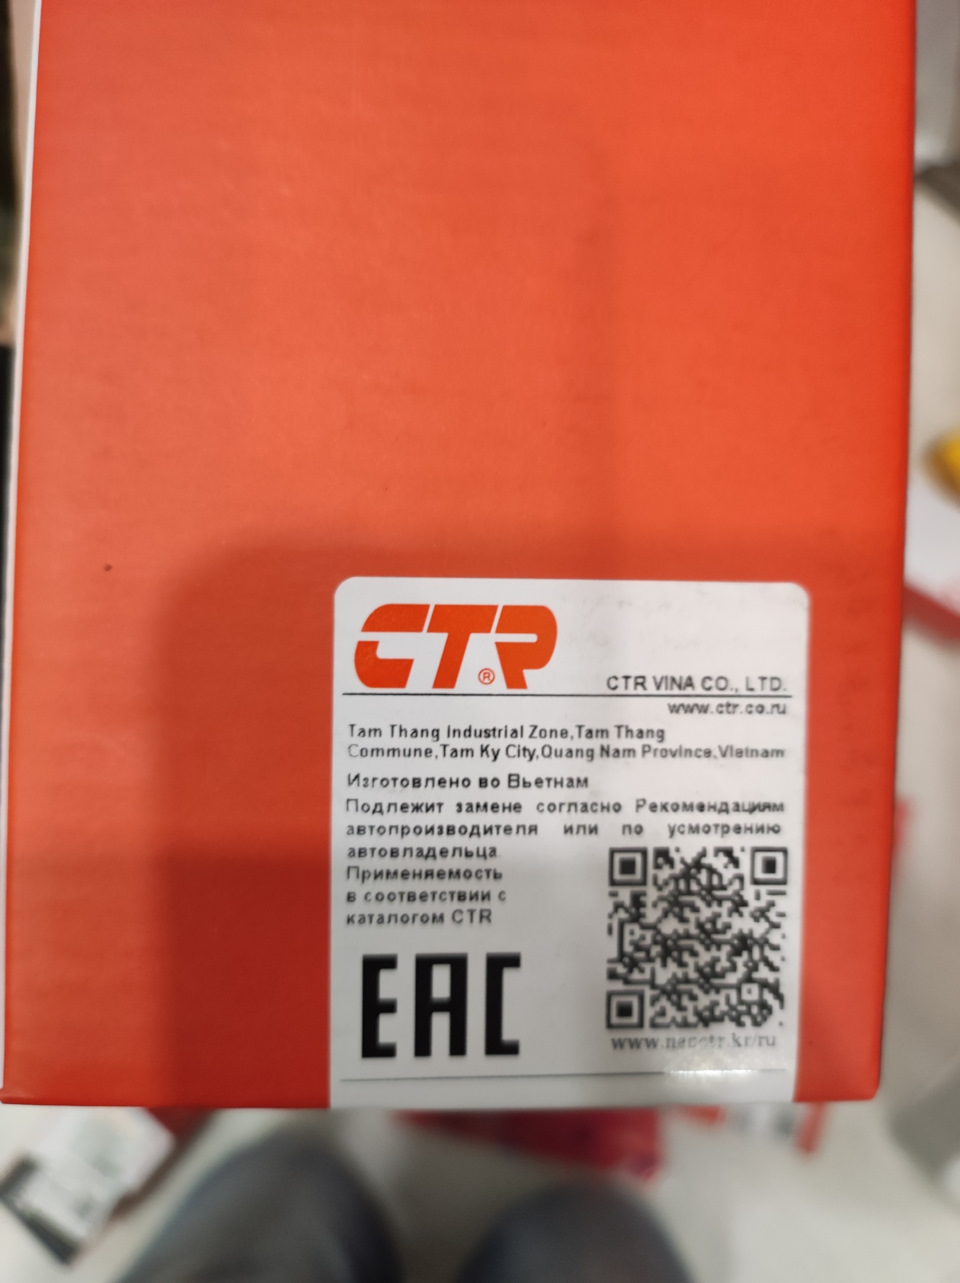 CTR®
CTR VINA CO., LTD.
www.ctr.co.ru
Tam Thang Industrial Zone,Tam Thang
Commune,Tam Ky City,Quang Nam Province,Vietnam
Изготовлено во Вьетнам
Подлежит замене согласно Рекомендациям
автопроизводителя или по усмотрению
автовладельца
Применяемость
в соответствии с
каталогом CTR
EAC